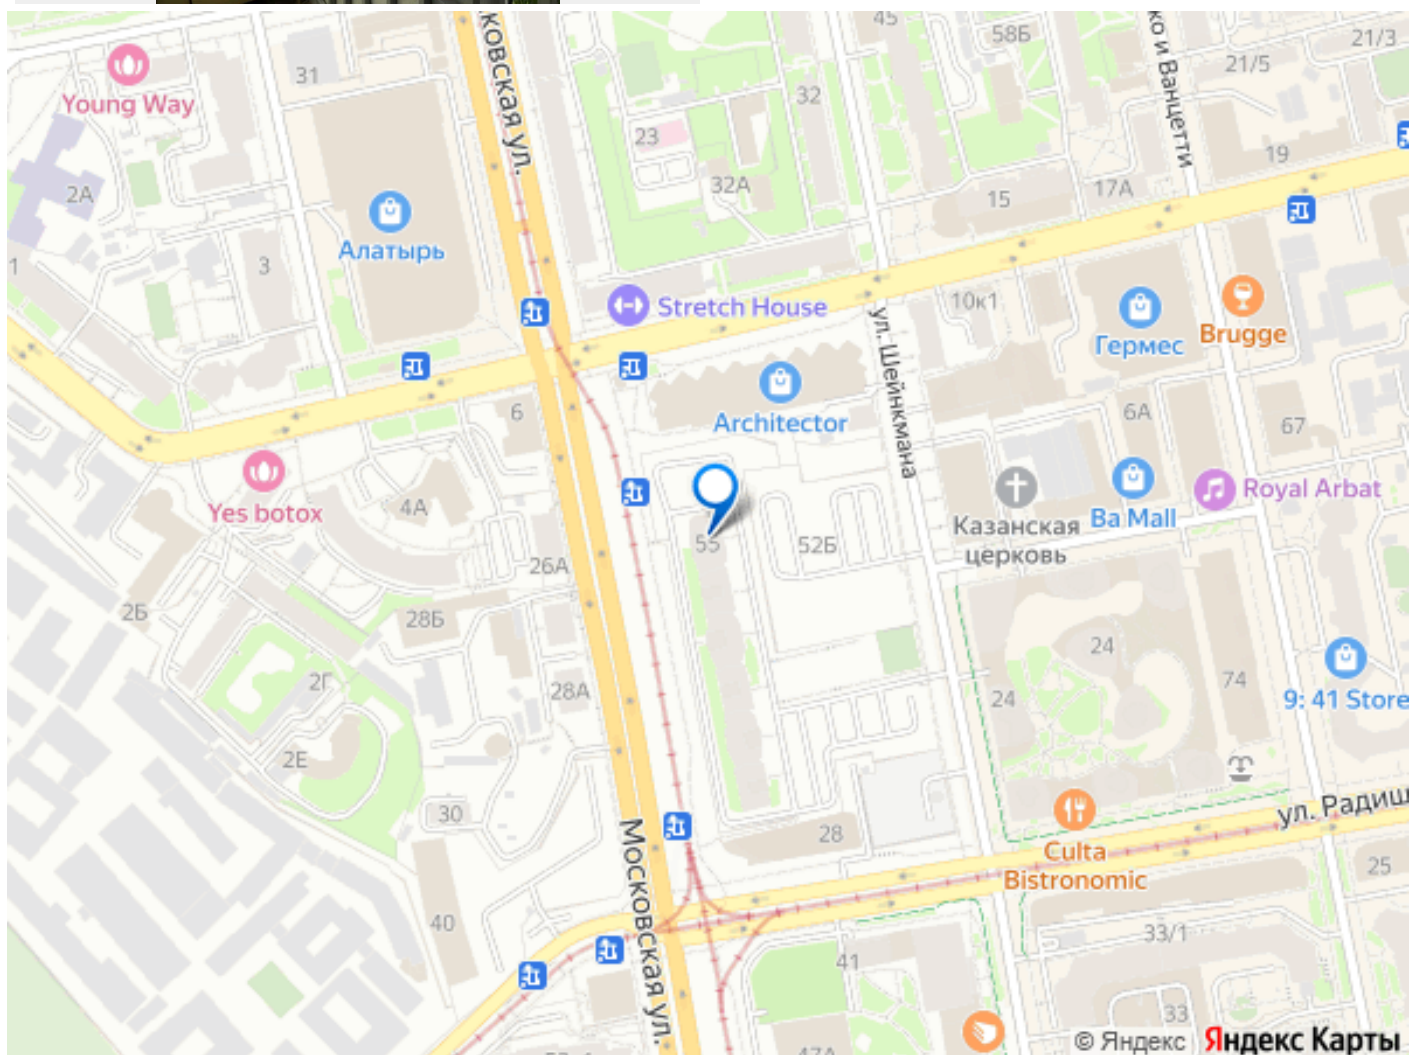 45
58Б
21/3
ковская ул.
ко и Ванцетти
21/5
31
Young Way
32
23
19
2А
32А
17А
15
Алатырь
3
1
Stretch House
10к1
Гермес
Brugge
ул. Шейнкмана
6
Architector
6А
67
Yes botox
4А
Казанская
церковь
Ba Mall
Royal Arbat
55
52Б
26А
2Б
28Б
24
2Г
28А
24
74
9: 41 Store
2Е
30
28
ул. Радищ
Culta
Bistronomic
25
Московская ул.
40
33/1
41
33
47А
© Яндекс
Яндекс Карты